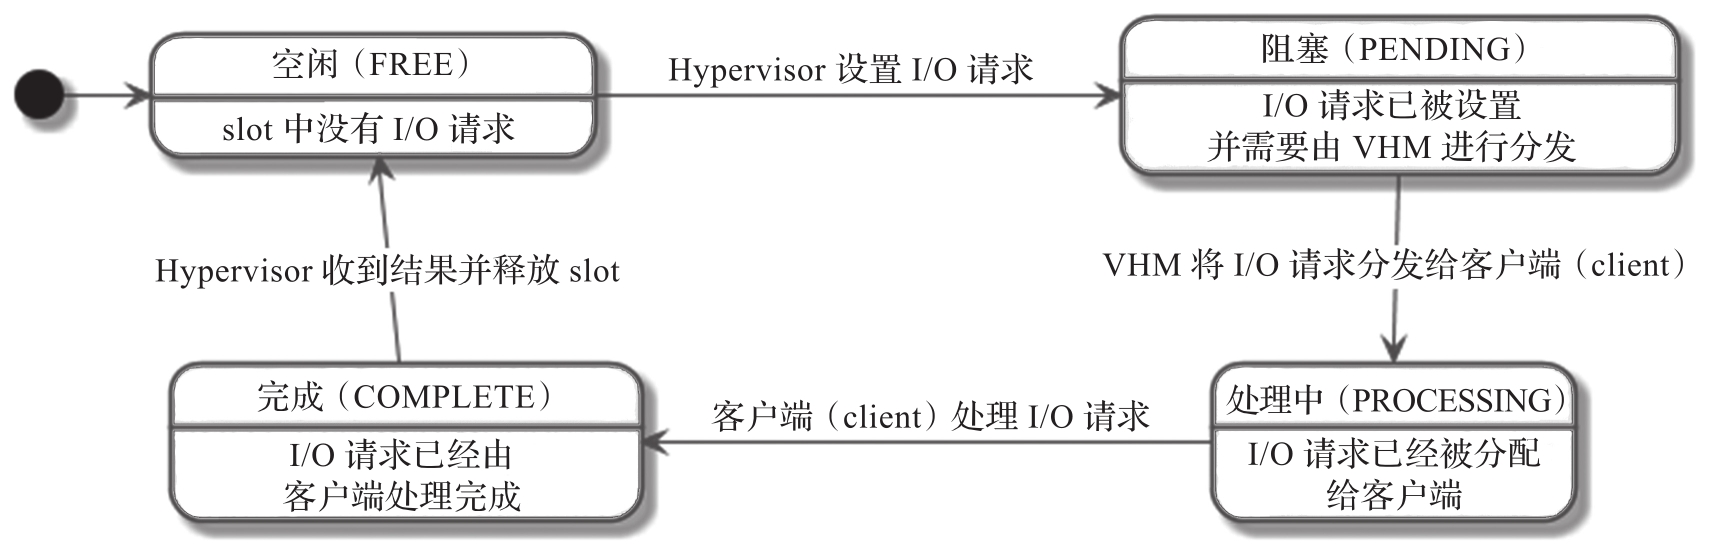 空闲（FREE）
slot 中没有 I/O 请求
Hypervisor 设置 I/O 请求
阻塞（PENDING）
I/O 请求已被设置
并需要由 VHM 进行分发
VHM 将 I/O 请求分发给客户端（client）
处理中（PROCESSING）
I/O 请求已经被分配
给客户端
客户端（client）处理 I/O 请求
完成（COMPLETE）
I/O 请求已经由
客户端处理完成
Hypervisor 收到结果并释放 slot